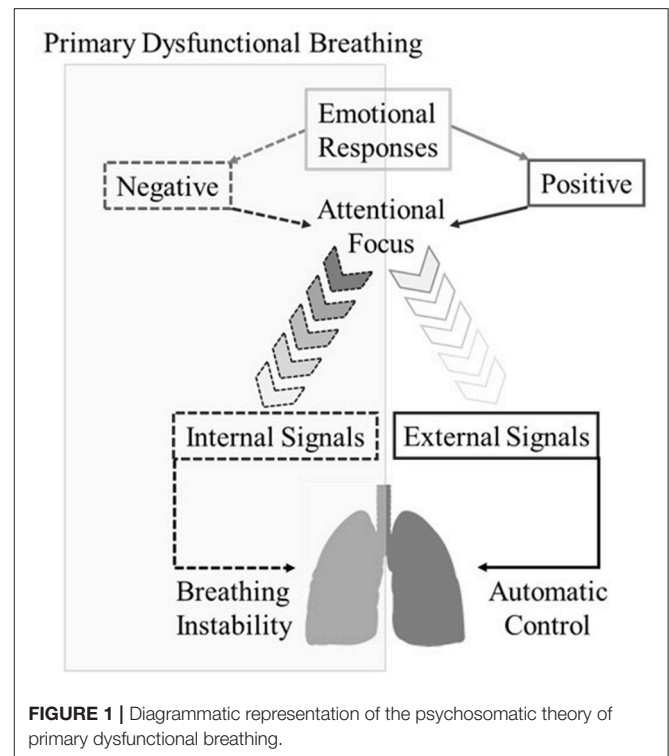 Primary Dysfunctional Breathing
Emotional
Responses
Negative
Positive
Attentional
Focus
Internal Signals
External Signals
Breathing
Instability
Automatic
Control
FIGURE 1 | Diagrammatic representation of the psychosomatic theory of
primary dysfunctional breathing.